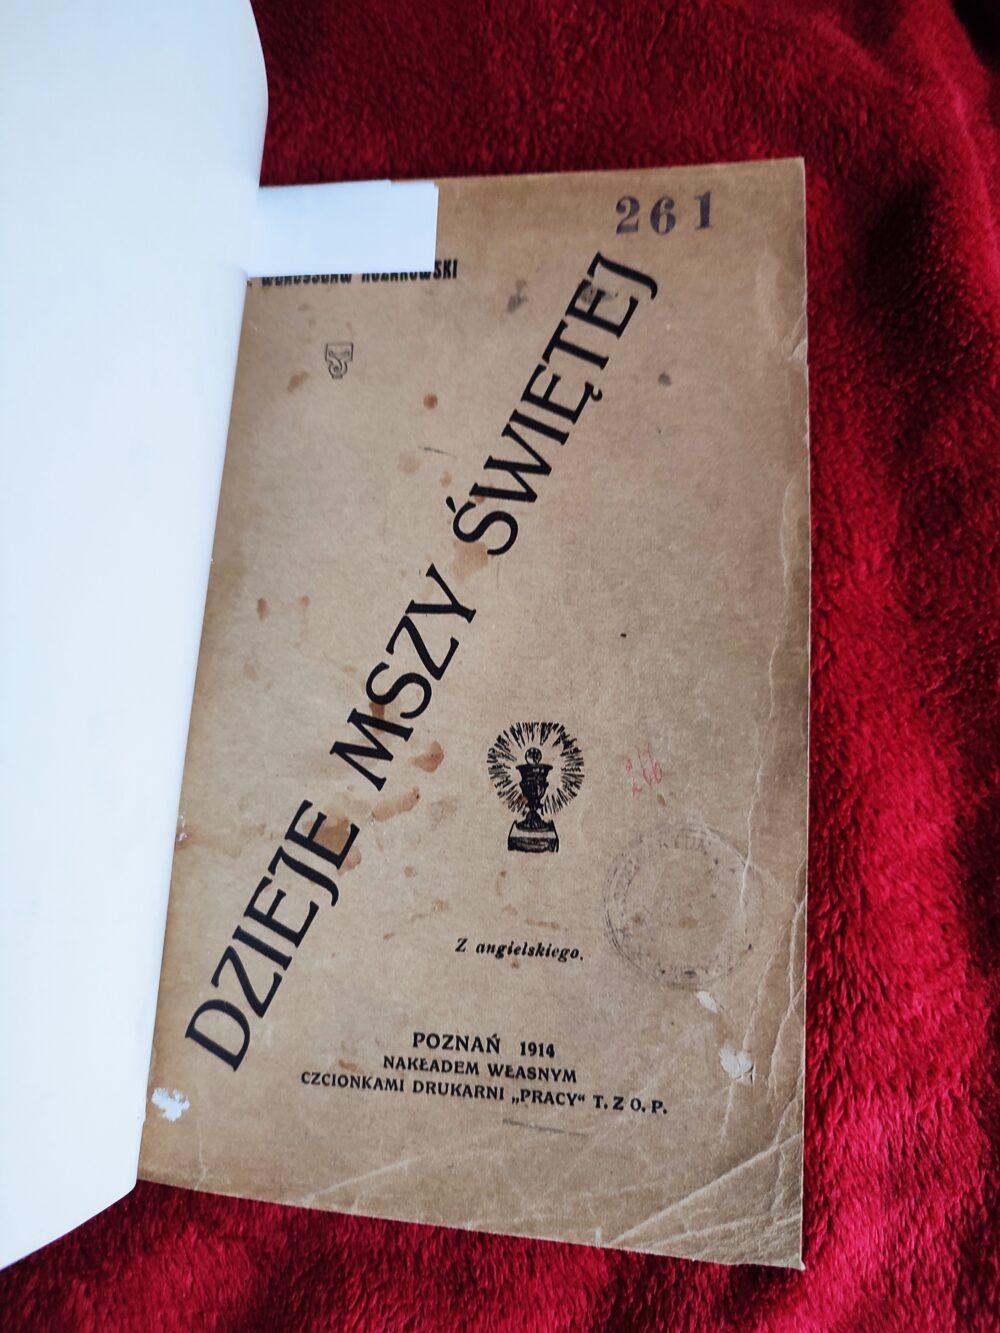 261
DZIEJE MSZY ŚWIĘTEJ
Z angielskiego.
POZNAŃ 1914
NAKŁADEM WŁASNYM
CZCIONKAMI DRUKARNI „PRACY“ T. Z O. P.